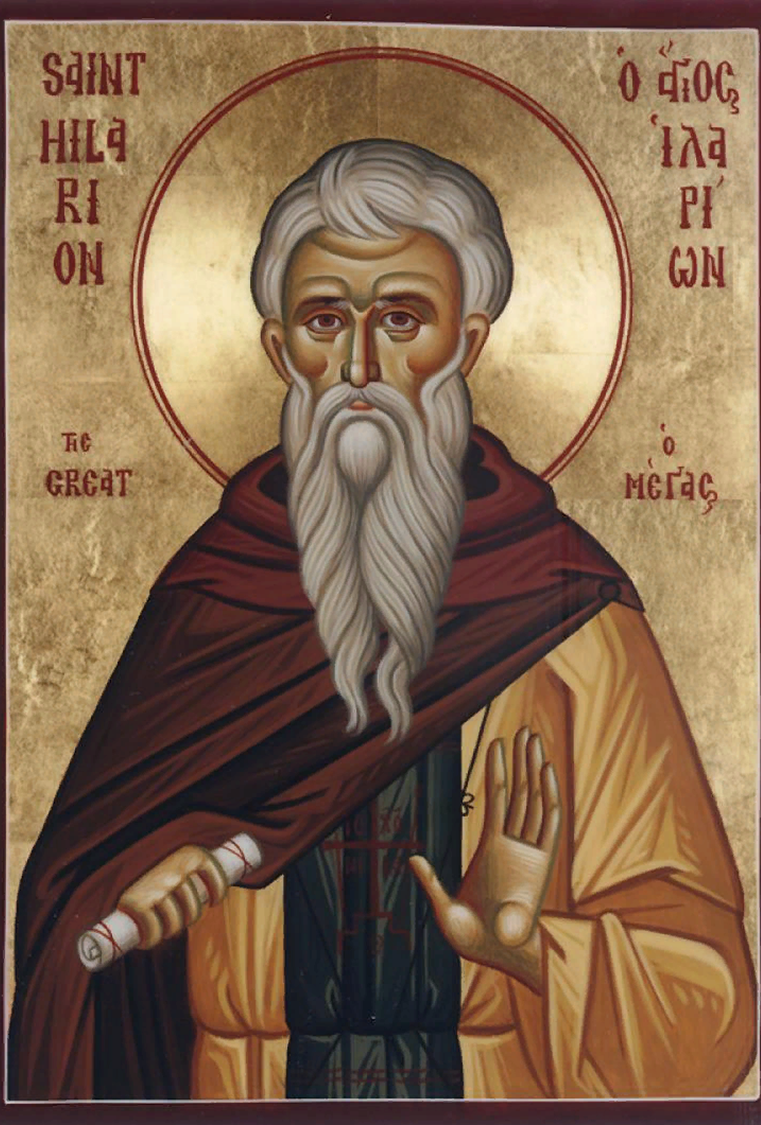 SAINT
HILA
RI
ON
THE
GREAT
ὁ ἅΓΙΟς
Ἱλα
ρί
ων
ὁ
Μέγας